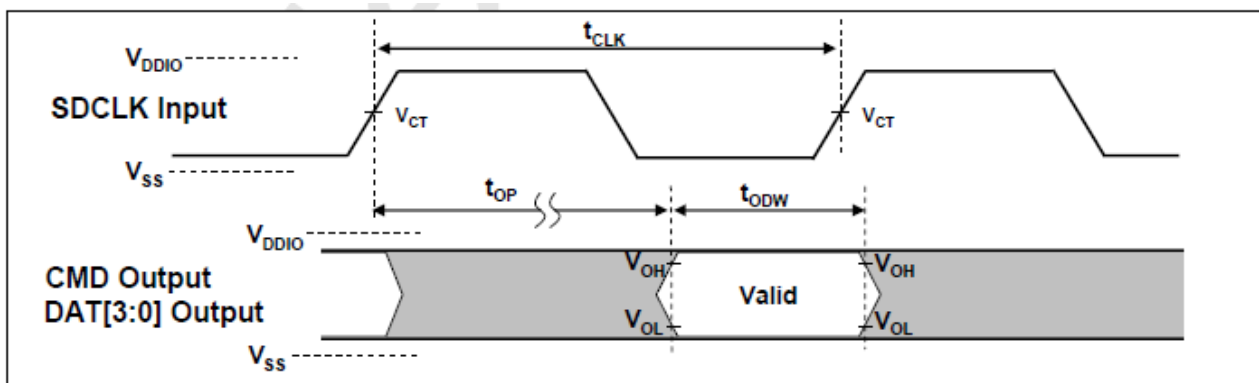 tCLK
VDDIO
SDCLK Input
VCT
VCT
VSS
tOP
tODW
VDDIO
CMD Output
DAT[3:0] Output
VOH
VOH
Valid
VOL
VOL
VSS